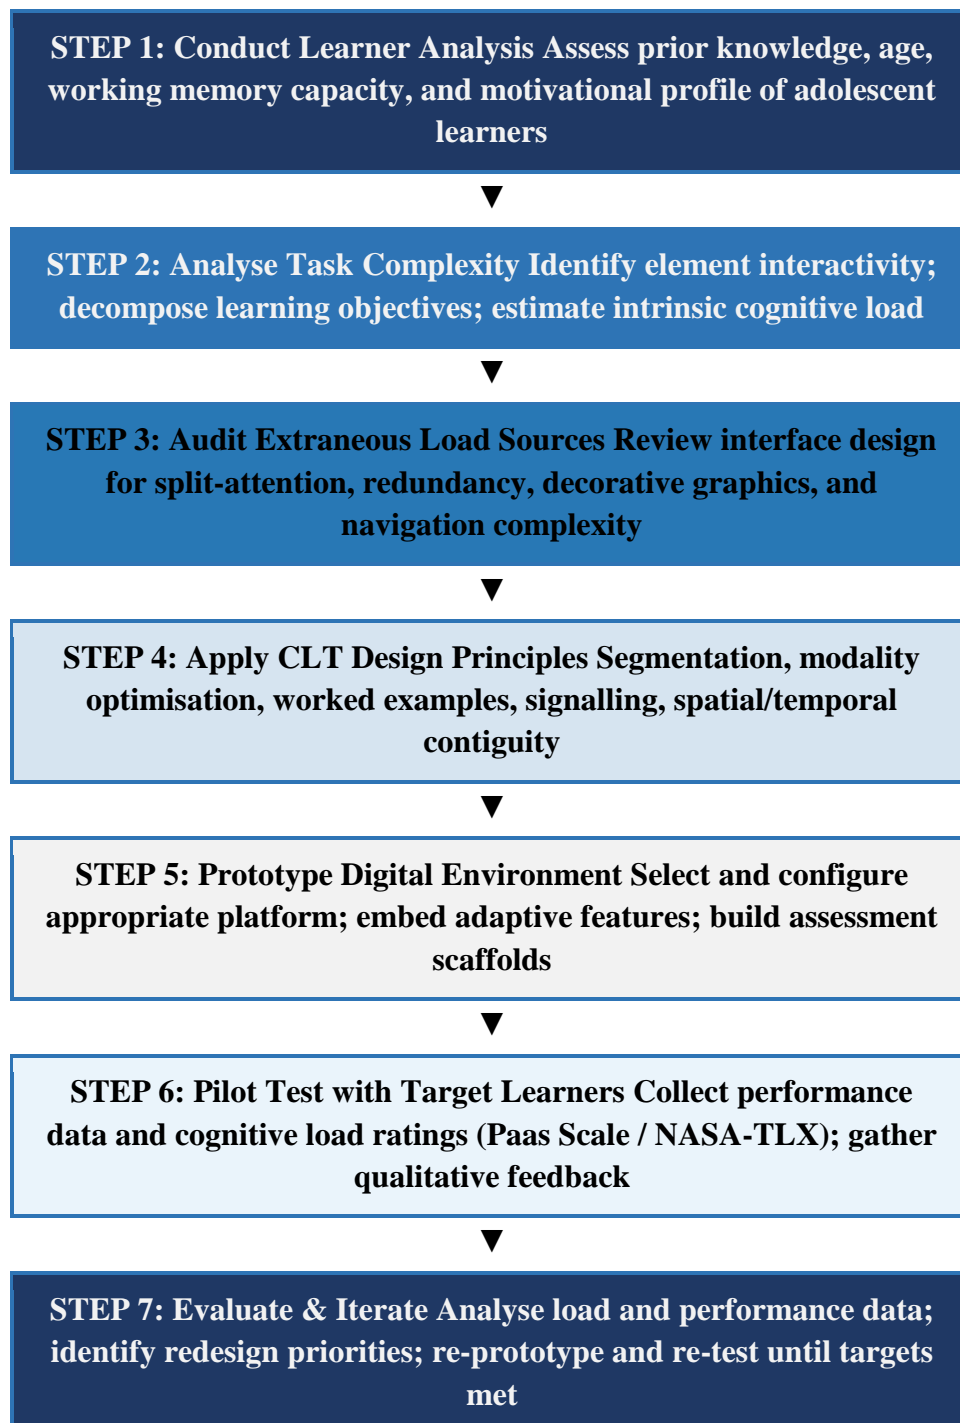 STEP 1: Conduct Learner Analysis Assess prior knowledge, age,
working memory capacity, and motivational profile of adolescent
learners
STEP 2: Analyse Task Complexity Identify element interactivity;
decompose learning objectives; estimate intrinsic cognitive load
STEP 3: Audit Extraneous Load Sources Review interface design
for split-attention, redundancy, decorative graphics, and
navigation complexity
STEP 4: Apply CLT Design Principles Segmentation, modality
optimisation, worked examples, signalling, spatial/temporal
contiguity
STEP 5: Prototype Digital Environment Select and configure
appropriate platform; embed adaptive features; build assessment
scaffolds
STEP 6: Pilot Test with Target Learners Collect performance
data and cognitive load ratings (Paas Scale / NASA-TLX); gather
qualitative feedback
STEP 7: Evaluate & Iterate Analyse load and performance data;
identify redesign priorities; re-prototype and re-test until targets
met